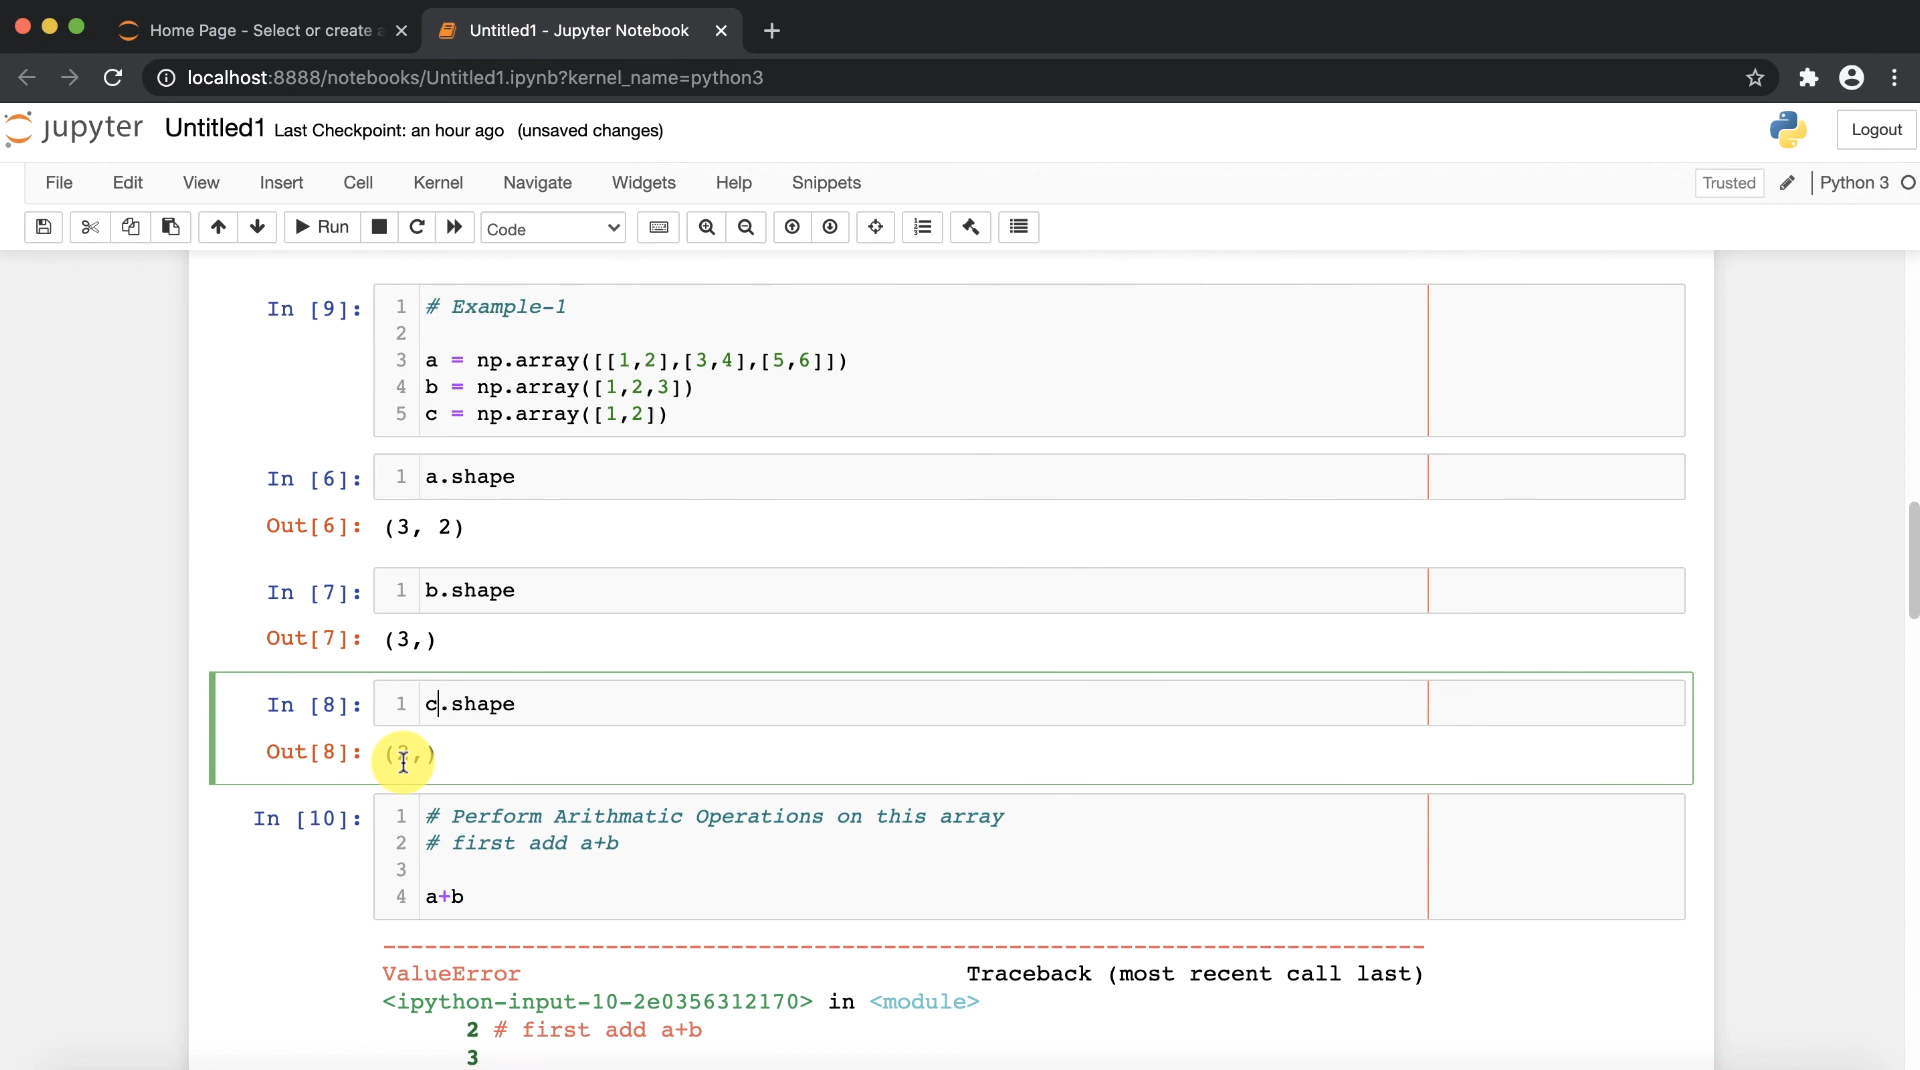 Home Page - Select or create a
Untitled1 - Jupyter Notebook
localhost:8888/notebooks/Untitled1.ipynb?kernel_name=python3
jupyter Untitled1 Last Checkpoint: an hour ago (unsaved changes)
Logout
File Edit View Insert Cell Kernel Navigate Widgets Help Snippets
Trusted Python 3
Run Code
In [9]: 1 # Example-1
2
3 a = np.array([[1,2],[3,4],[5,6]])
4 b = np.array([1,2,3])
5 c = np.array([1,2])
In [6]: 1 a.shape
Out[6]: (3, 2)
In [7]: 1 b.shape
Out[7]: (3,)
In [8]: 1 c.shape
Out[8]: (2,)
In [10]: 1 # Perform Arithmatic Operations on this array
2 # first add a+b
3
4 a+b
ValueError Traceback (most recent call last)
<ipython-input-10-2e0356312170> in <module>
2 # first add a+b
3